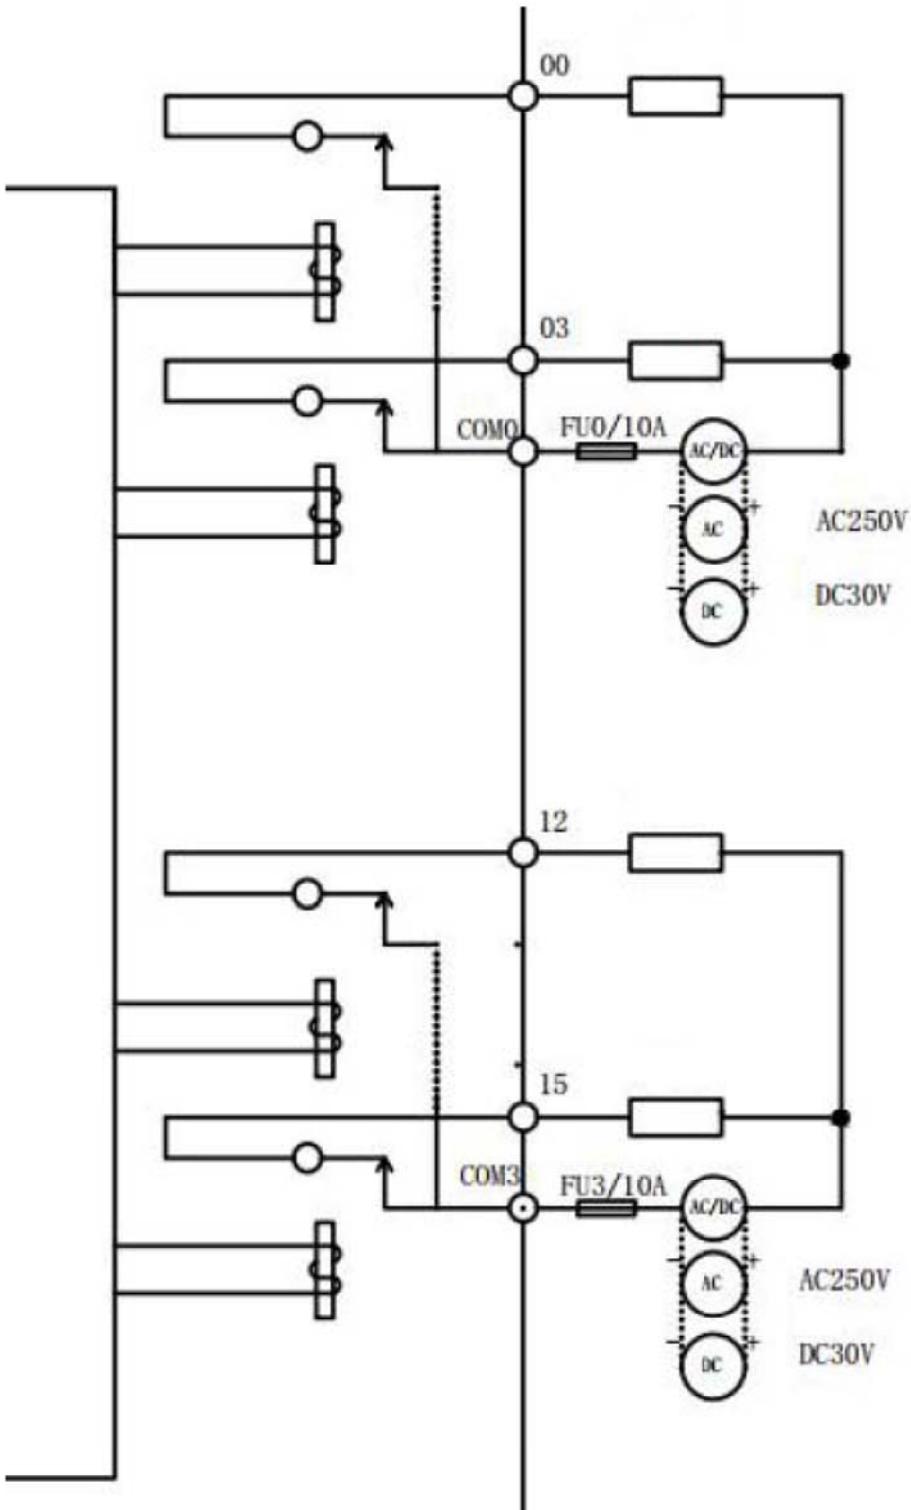 00
03
COM0 FU0/10A AC/DC
- +
AC AC250V
- +
DC DC30V
12
15
COM3 FU3/10A AC/DC
- +
AC AC250V
- +
DC DC30V